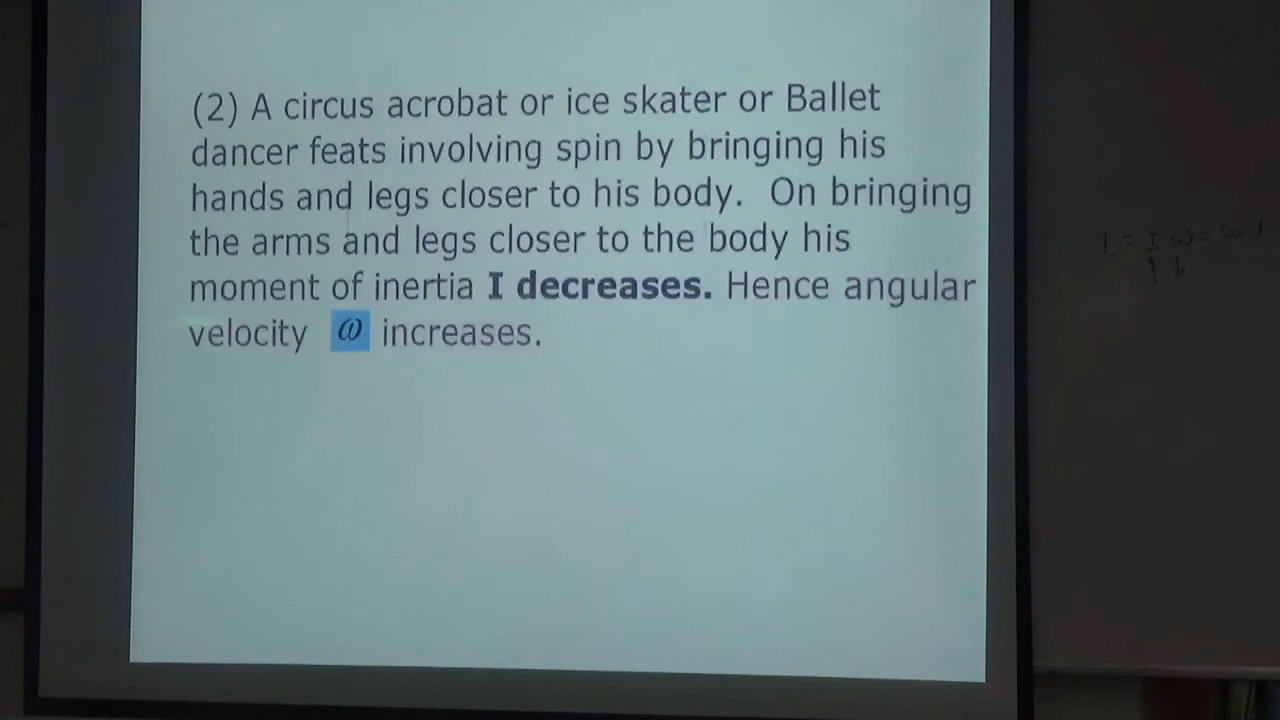 (2) A circus acrobat or ice skater or Ballet
dancer feats involving spin by bringing his
hands and legs closer to his body. On bringing
the arms and legs closer to the body his
moment of inertia I decreases. Hence angular
velocity ω increases.
L = I ω =